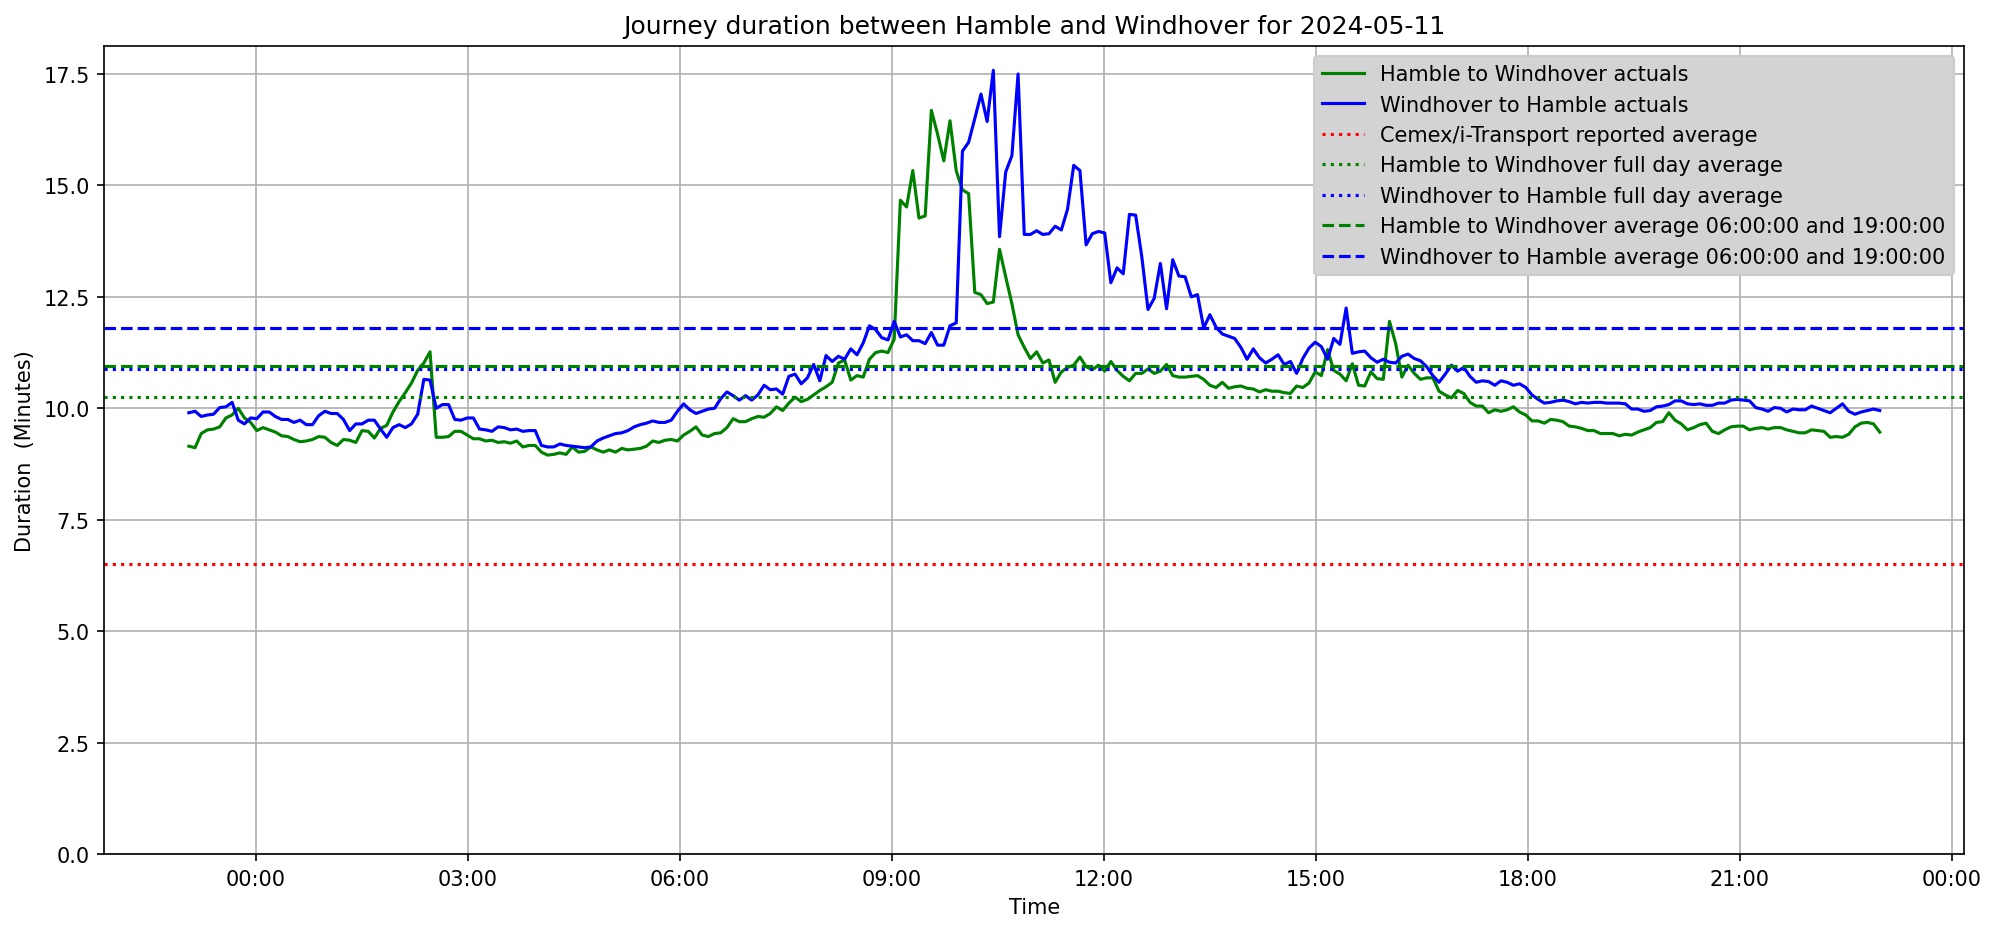 Journey duration between Hamble and Windhover for 2024-05-11
Hamble to Windhover actuals
Windhover to Hamble actuals
Cemex/i-Transport reported average
Hamble to Windhover full day average
Windhover to Hamble full day average
Hamble to Windhover average 06:00:00 and 19:00:00
Windhover to Hamble average 06:00:00 and 19:00:00
Duration (Minutes)
17.5
15.0
12.5
10.0
7.5
5.0
2.5
0.0
00:00 03:00 06:00 09:00 12:00 15:00 18:00 21:00 00:00
Time